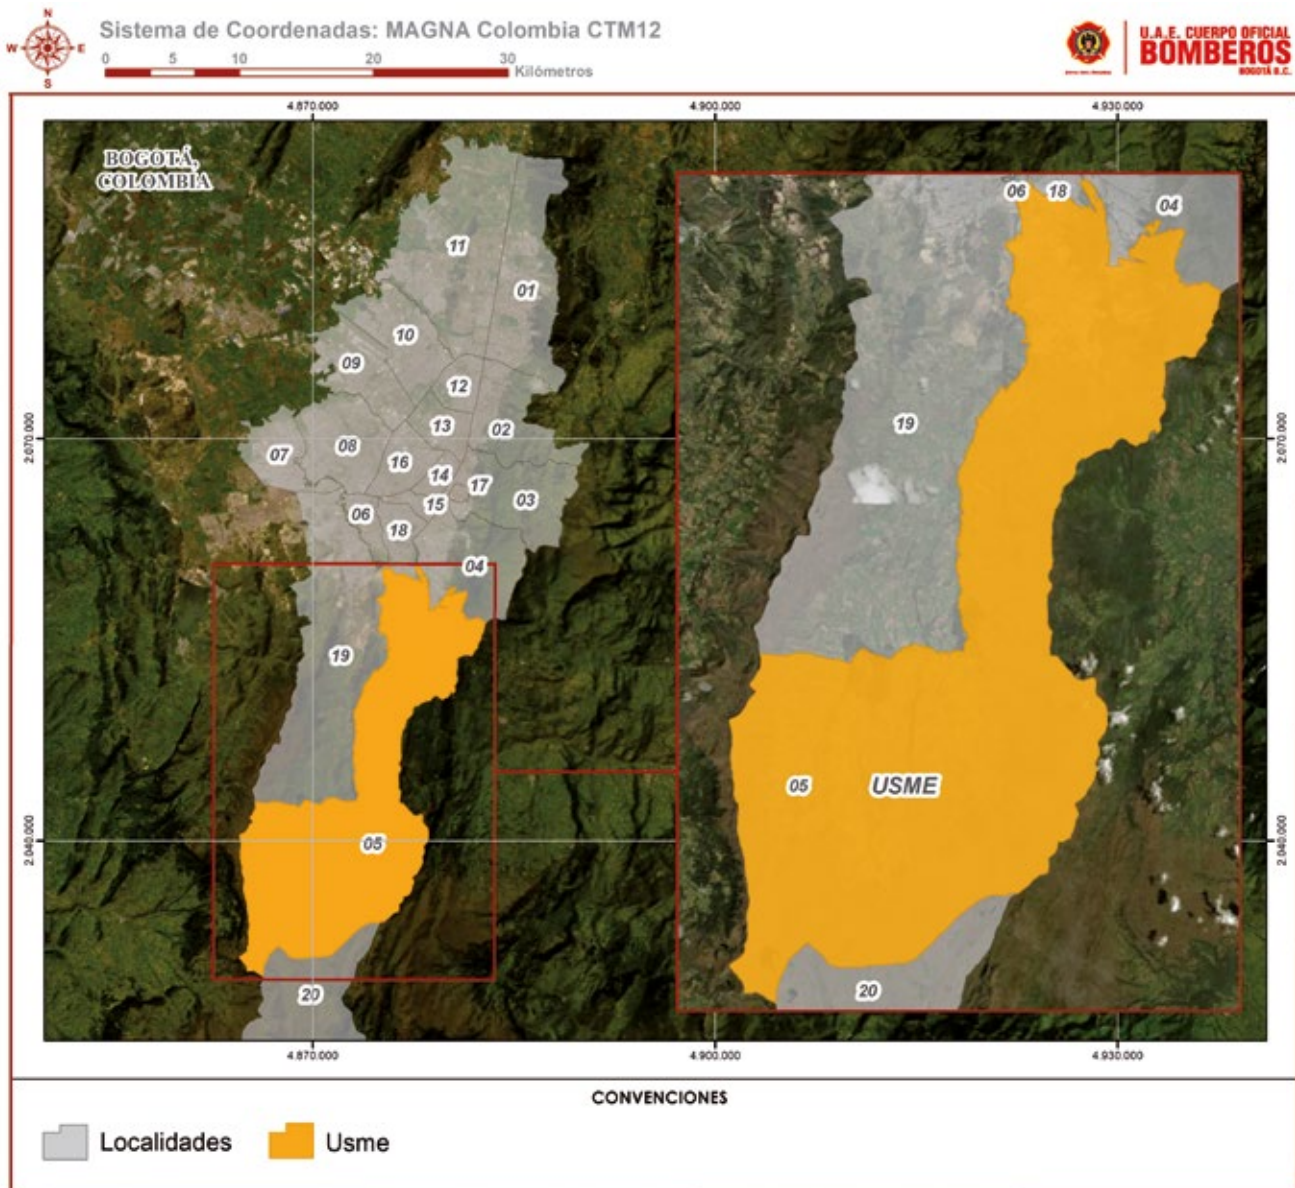 N
W E
S
Sistema de Coordenadas: MAGNA Colombia CTM12
0 5 10 20 30
Kilómetros
U.A.E. CUERPO OFICIAL
BOMBEROS
BOGOTÁ D.C.
4.870.000 4.900.000 4.930.000
BOGOTÁ,
COLOMBIA
11
01
10
09
12
13
02
08
07
16
14
17
03
15
06
18
04
19
05
20
06 18
04
19
05 USME
20
2.070.000
2.040.000
2.070.000
2.040.000
4.870.000 4.900.000 4.930.000
CONVENCIONES
Localidades Usme